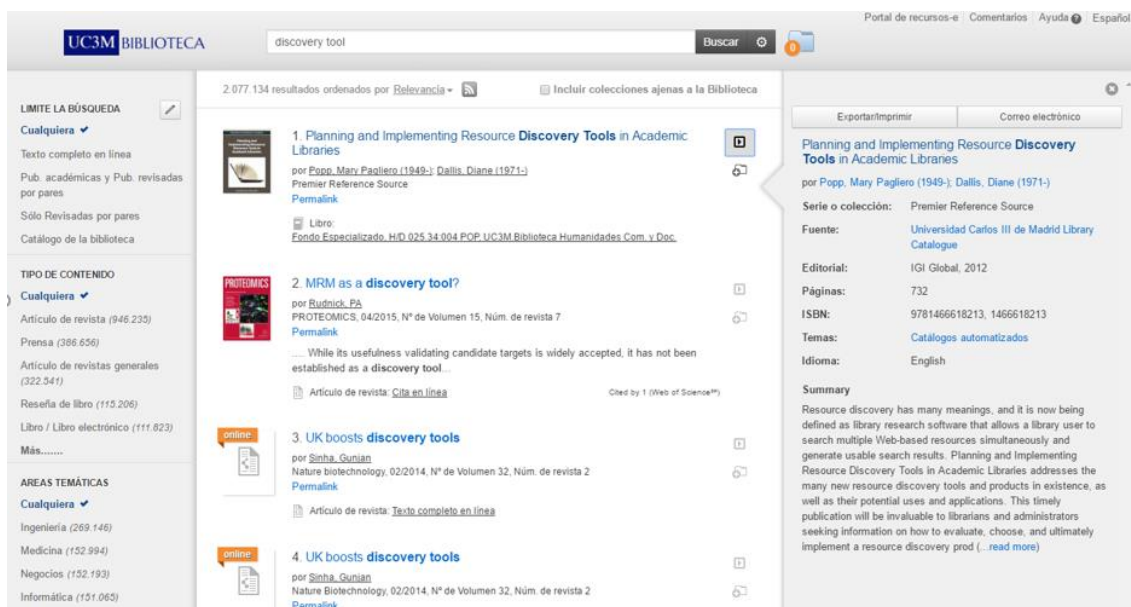 Portal de recursos-e Comentarios Ayuda Español
UC3M BIBLIOTECA
discovery tool
Buscar
0
LIMITE LA BÚSQUEDA
Cualquiera
Texto completo en línea
Pub. académicas y Pub. revisadas
por pares
Sólo Revisadas por pares
Catálogo de la biblioteca
TIPO DE CONTENIDO
Cualquiera
Artículo de revista (946.235)
Prensa (386.656)
Artículo de revistas generales
(322.541)
Reseña de libro (115.206)
Libro / Libro electrónico (111.823)
Más.......
AREAS TEMÁTICAS
Cualquiera
Ingeniería (269.146)
Medicina (152.994)
Negocios (152.193)
Informática (151.065)
2.077.134 resultados ordenados por Relevancia
Incluir colecciones ajenas a la Biblioteca
1. Planning and Implementing Resource Discovery Tools in Academic
Libraries
por Popp, Mary Pagliero (1949-); Dallis, Diane (1971-)
Premier Reference Source
Permalink
Libro:
Fondo Especializado, H/D 025.34:004 POP, UC3M Biblioteca Humanidades Com. y Doc.
PROTEOMICS
2. MRM as a discovery tool?
por Rudnick, PA
PROTEOMICS, 04/2015, Nº de Volumen 15, Núm. de revista 7
Permalink
.... While its usefulness validating candidate targets is widely accepted, it has not been
established as a discovery tool...
Artículo de revista: Cita en línea
Cited by 1 (Web of Science℠)
online
3. UK boosts discovery tools
por Sinha, Gunjan
Nature biotechnology, 02/2014, Nº de Volumen 32, Núm. de revista 2
Permalink
Artículo de revista: Texto completo en línea
online
4. UK boosts discovery tools
por Sinha, Gunjan
Nature Biotechnology, 02/2014, Nº de Volumen 32, Núm. de revista 2
Permalink
Exportar/Imprimir
Correo electrónico
Planning and Implementing Resource Discovery
Tools in Academic Libraries
por Popp, Mary Pagliero (1949-); Dallis, Diane (1971-)
Serie o colección: Premier Reference Source
Fuente: Universidad Carlos III de Madrid Library
Catalogue
Editorial: IGI Global, 2012
Páginas: 732
ISBN: 9781466618213, 1466618213
Temas: Catálogos automatizados
Idioma: English
Summary
Resource discovery has many meanings, and it is now being
defined as library research software that allows a library user to
search multiple Web-based resources simultaneously and
generate usable search results. Planning and Implementing
Resource Discovery Tools in Academic Libraries addresses the
many new resource discovery tools and products in existence, as
well as their potential uses and applications. This timely
publication will be invaluable to librarians and administrators
seeking information on how to evaluate, choose, and ultimately
implement a resource discovery prod (...read more)